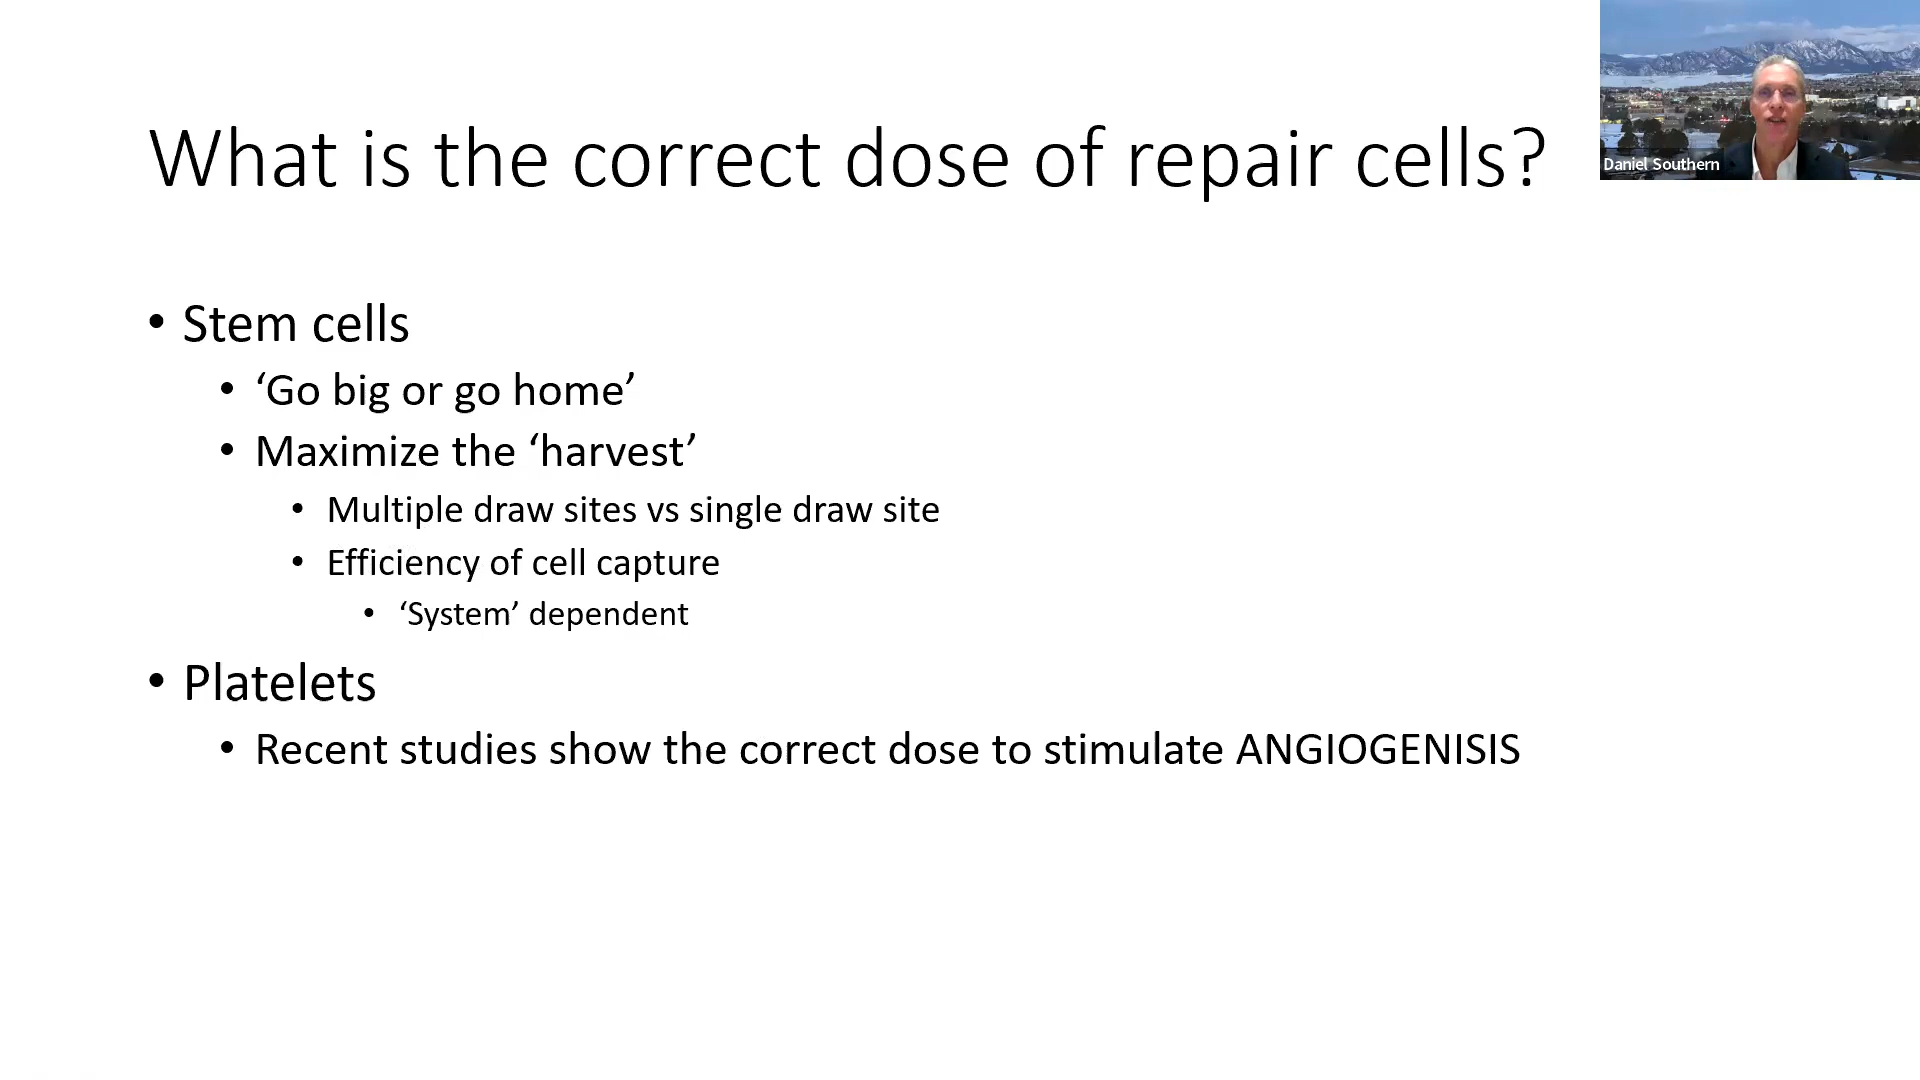 What is the correct dose of repair cells?
Daniel Southern
• Stem cells
• ‘Go big or go home’
• Maximize the ‘harvest’
• Multiple draw sites vs single draw site
• Efficiency of cell capture
• ‘System’ dependent
• Platelets
• Recent studies show the correct dose to stimulate ANGIOGENISIS